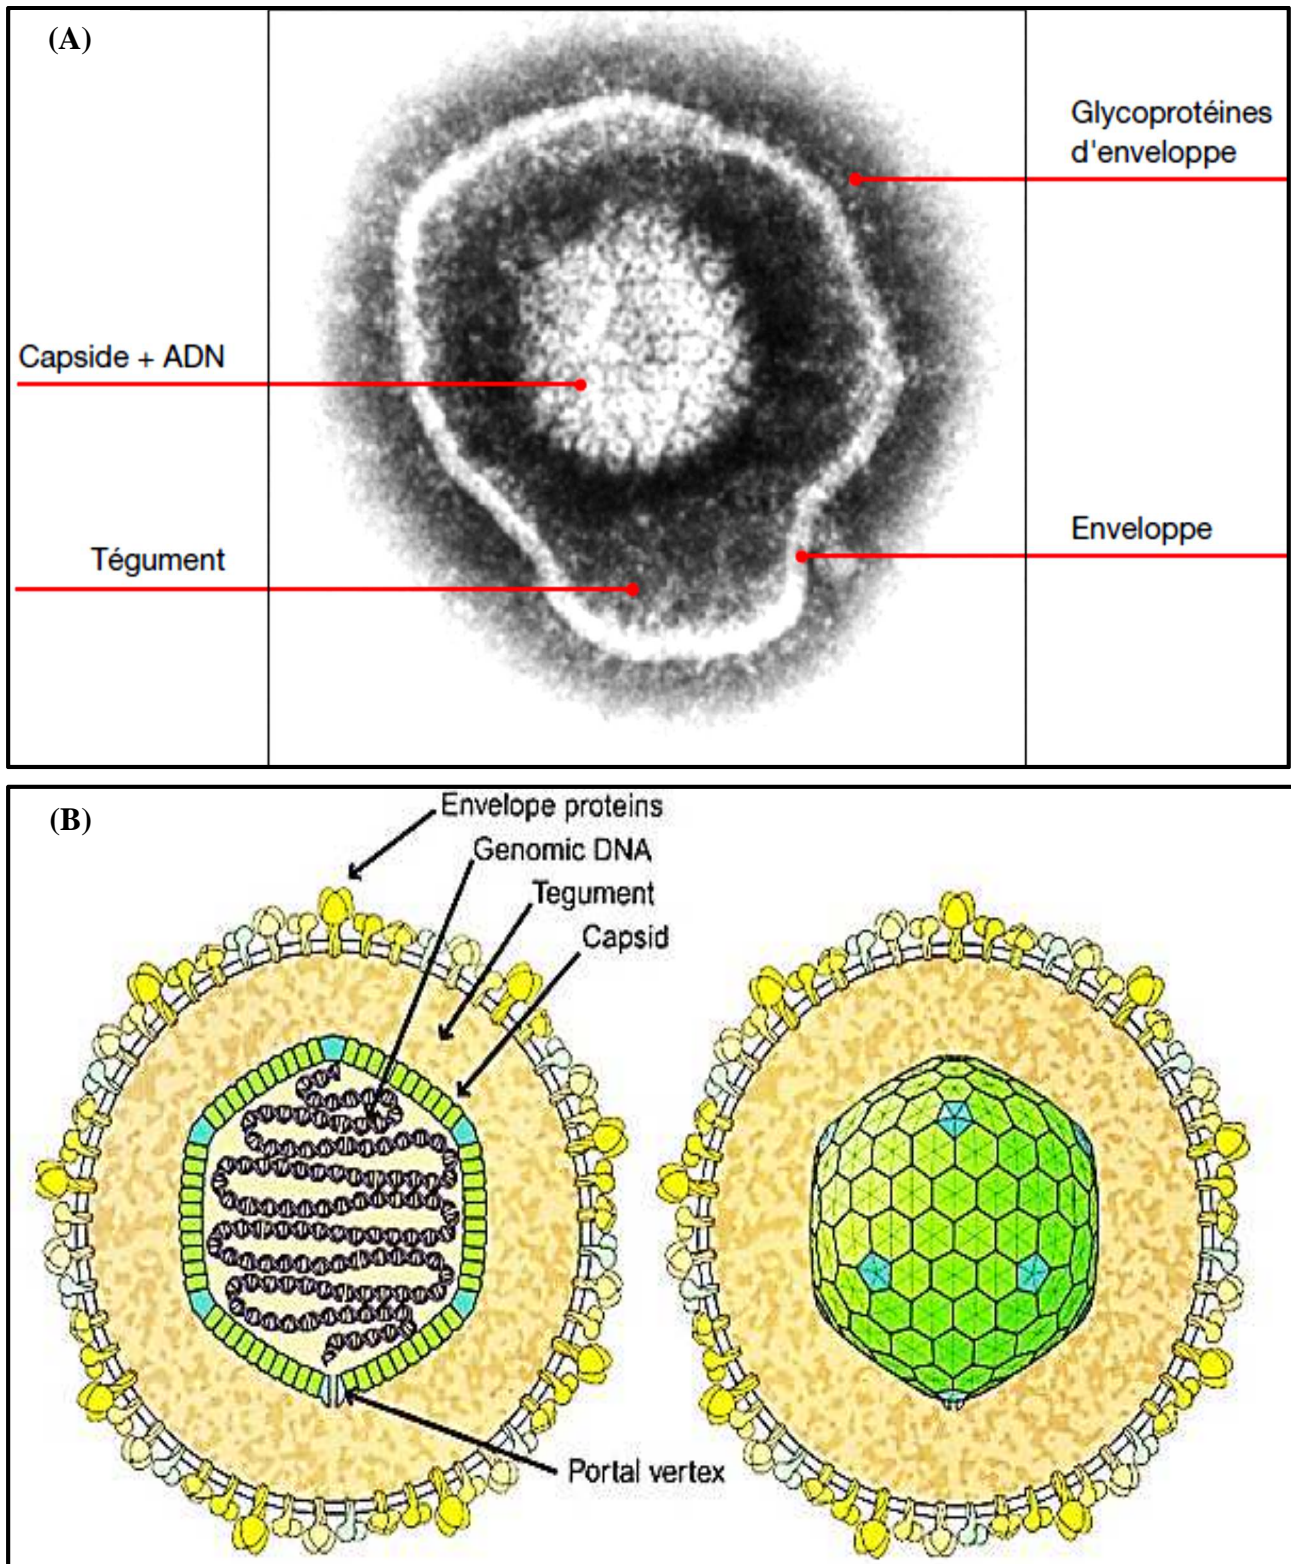 (A)
Glycoprotéines
d'enveloppe
Capside + ADN
Enveloppe
Tégument
(B)
Envelope proteins
Genomic DNA
Tegument
Capsid
Portal vertex